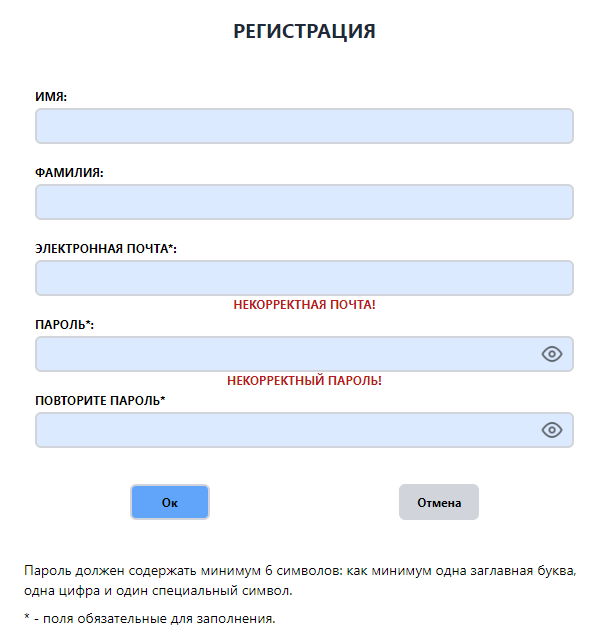 РЕГИСТРАЦИЯ
ИМЯ:
ФАМИЛИЯ:
ЭЛЕКТРОННАЯ ПОЧТА*:
НЕКОРРЕКТНАЯ ПОЧТА!
ПАРОЛЬ*:
НЕКОРРЕКТНЫЙ ПАРОЛЬ!
ПОВТОРИТЕ ПАРОЛЬ*
Ок
Отмена
Пароль должен содержать минимум 6 символов: как минимум одна заглавная буква,
одна цифра и один специальный символ.
* - поля обязательные для заполнения.